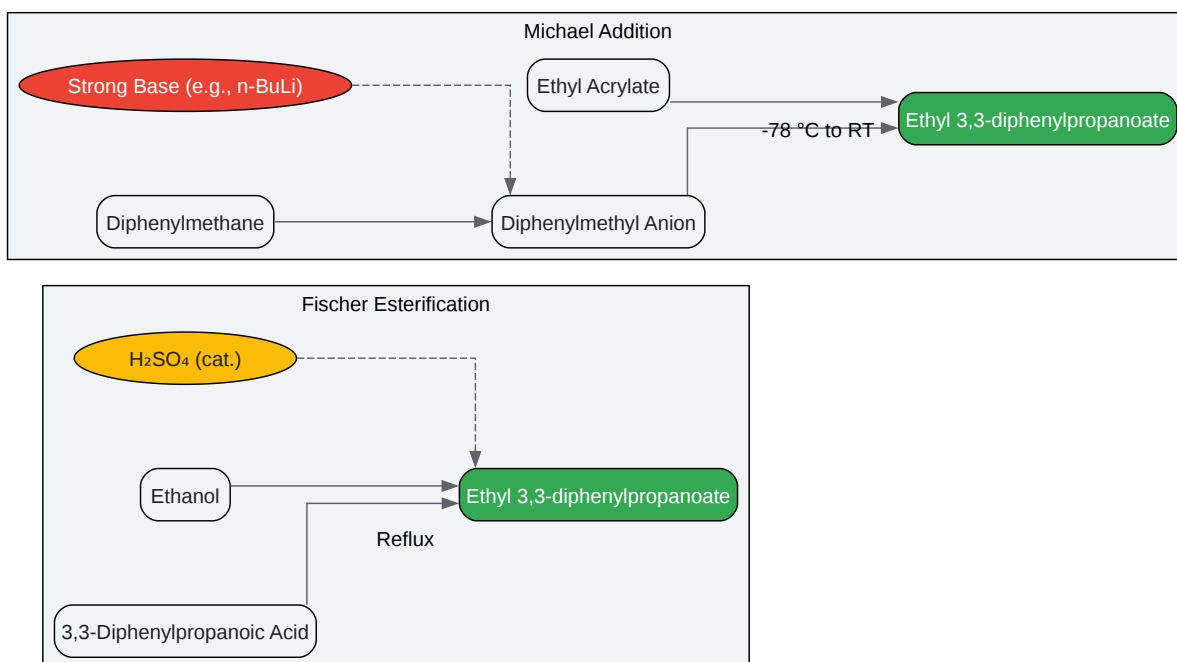 Michael Addition
Strong Base (e.g., n-BuLi)
Ethyl Acrylate
Ethyl 3,3-diphenylpropanoate
-78 °C to RT
Diphenylmethane
Diphenylmethyl Anion
Fischer Esterification
H₂SO₄ (cat.)
Ethanol
Ethyl 3,3-diphenylpropanoate
Reflux
3,3-Diphenylpropanoic Acid